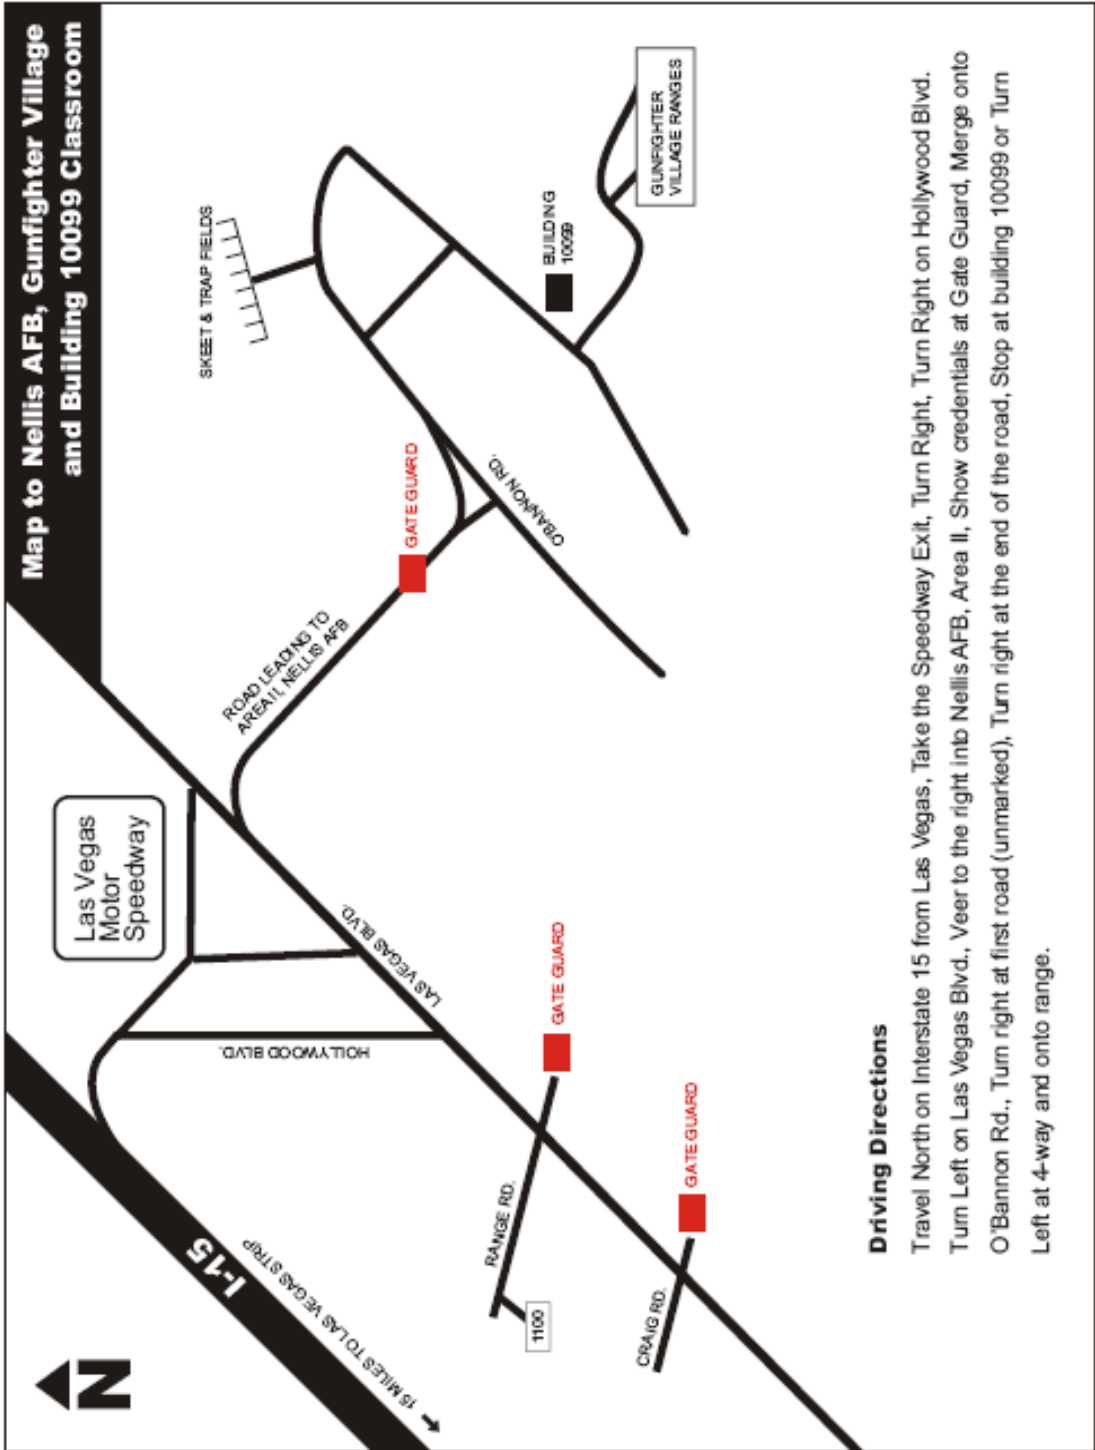 Map to Nellis AFB, Gunfighter Village
and Building 10099 Classroom
N
I-15
15 MILES TO LAS VEGAS STRIP
Las Vegas
Motor
Speedway
HOLLYWOOD BLVD.
LAS VEGAS BLVD.
ROAD LEADING TO
AREA II, NELLIS AFB
GATE GUARD
SKEET & TRAP FIELDS
O'BANNON RD.
BUILDING
10099
GUNFIGHTER
VILLAGE RANGES
RANGE RD.
1100
GATE GUARD
CRAIG RD.
GATE GUARD
Driving Directions
Travel North on Interstate 15 from Las Vegas, Take the Speedway Exit, Turn Right, Turn Right on Hollywood Blvd.
Turn Left on Las Vegas Blvd., Veer to the right into Nellis AFB, Area II, Show credentials at Gate Guard, Merge onto
O'Bannon Rd., Turn right at first road (unmarked), Turn right at the end of the road, Stop at building 10099 or Turn
Left at 4-way and onto range.